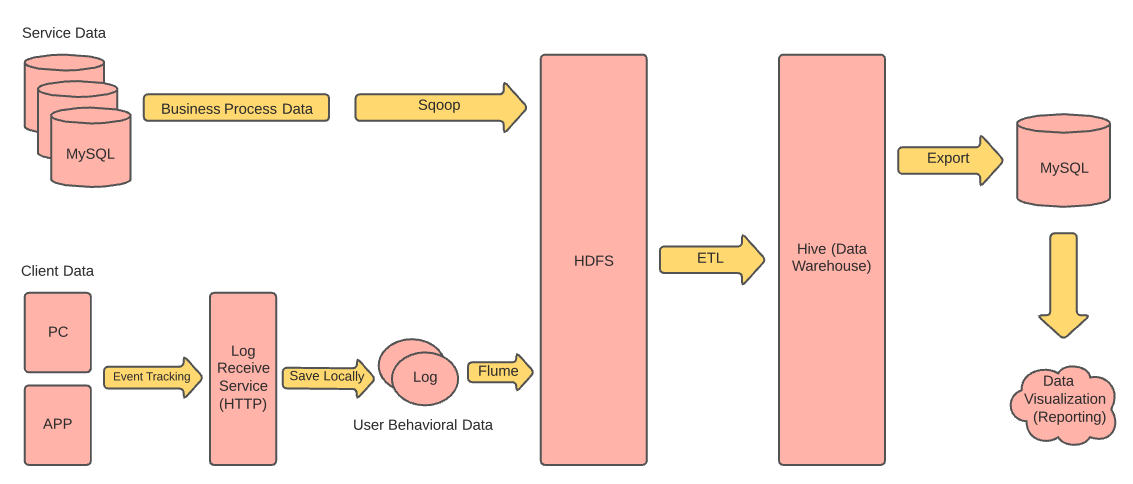 Service Data
MySQL
Business Process Data
Sqoop
Client Data
PC
APP
Event Tracking
Log
Receive
Service
(HTTP)
Save Locally
Log
User Behavioral Data
Flume
HDFS
ETL
Hive (Data
Warehouse)
Export
MySQL
Data
Visualization
(Reporting)